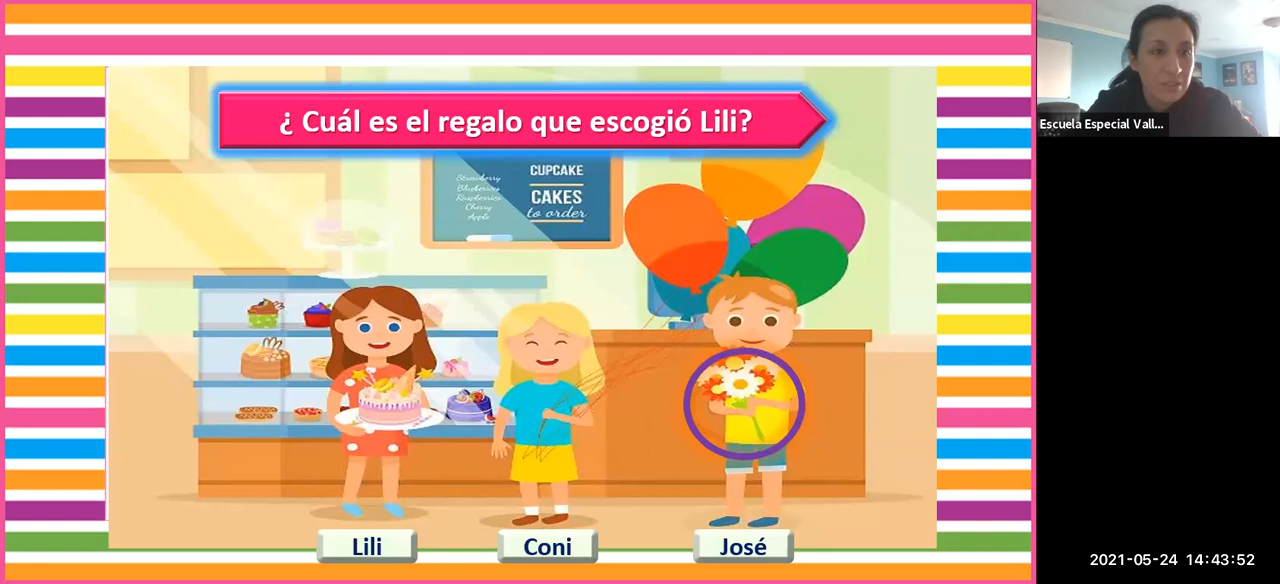 ¿ Cuál es el regalo que escogió Lili?
Escuela Especial Vall...
CUPCAKE
CAKES
to order
Strawberry
Blueberries
Raspberries
Cherry
Apple
Lili
Coni
José
2021-05-24 14:43:52